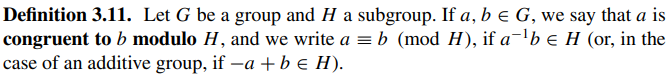 Definition 3.11. Let G be a group and H a subgroup. If a, b ∈ G, we say that a is
congruent to b modulo H, and we write a ≡ b (mod H), if a⁻¹b ∈ H (or, in the
case of an additive group, if −a + b ∈ H).